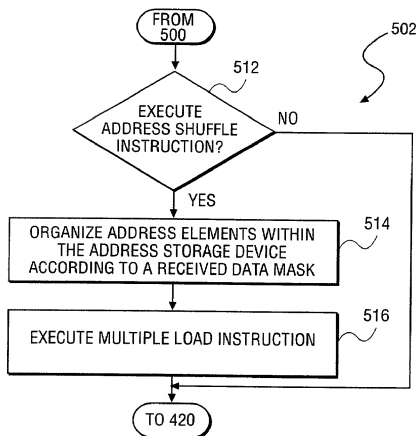 FROM
500
502
512
EXECUTE
ADDRESS SHUFFLE
INSTRUCTION?
NO
YES
ORGANIZE ADDRESS ELEMENTS WITHIN
THE ADDRESS STORAGE DEVICE
ACCORDING TO A RECEIVED DATA MASK
514
EXECUTE MULTIPLE LOAD INSTRUCTION
516
TO 420